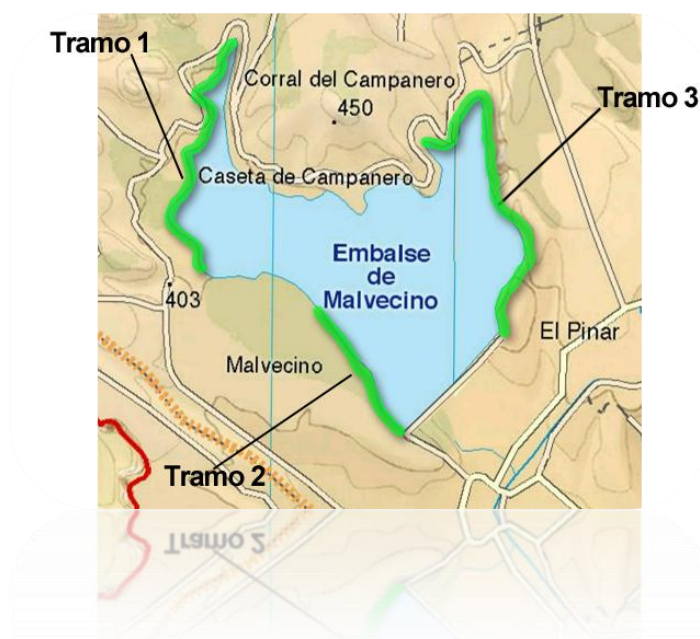 Tramo 1
Corral del Campanero
450
Tramo 3
Caseta de Campanero
Embalse
de
Malvecino
403
El Pinar
Malvecino
Tramo 2